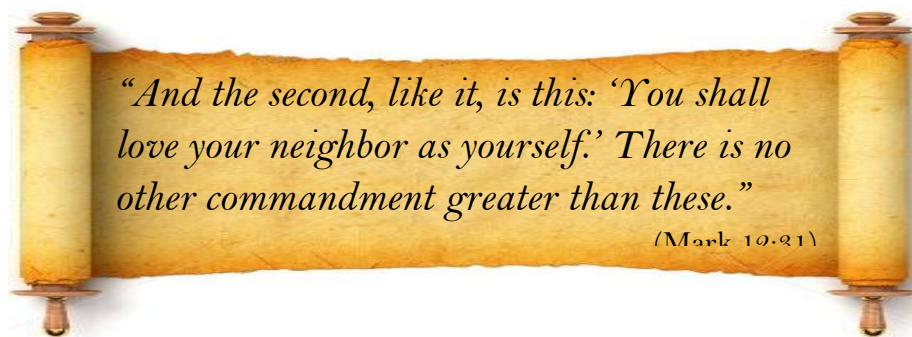 “And the second, like it, is this: ‘You shall
love your neighbor as yourself.’ There is no
other commandment greater than these.”
(Mark 12:31)